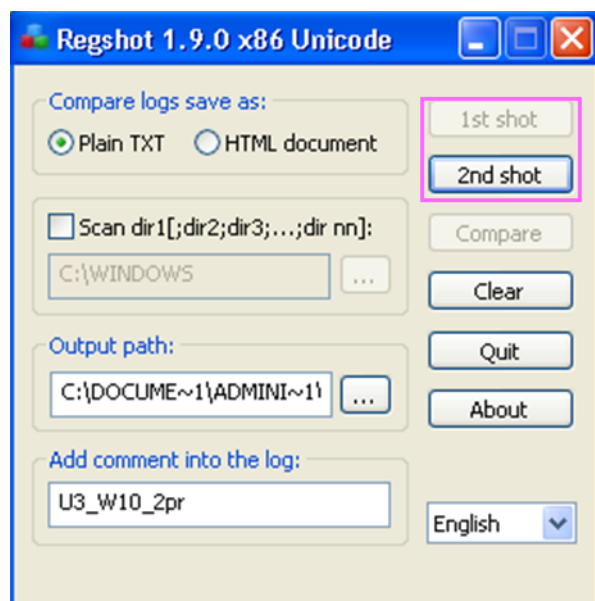 Regshot 1.9.0 x86 Unicode
Compare logs save as:
Plain TXT
HTML document
1st shot
2nd shot
Scan dir1[;dir2;dir3;...;dir nn]:
C:\WINDOWS
...
Compare
Clear
Output path:
C:\DOCUME~1\ADMINI~1\
...
Quit
About
Add comment into the log:
U3_W10_2pr
English